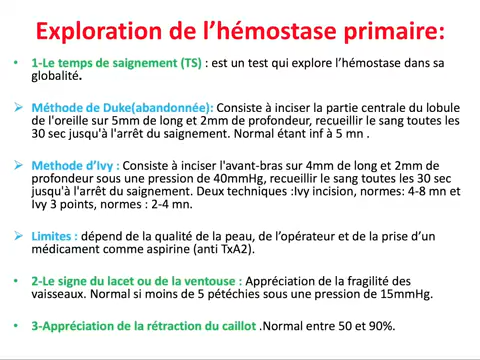 Exploration de l’hémostase primaire:
• 1-Le temps de saignement (TS) : est un test qui explore l’hémostase dans sa
globalité.
➢ Méthode de Duke(abandonnée): Consiste à inciser la partie centrale du lobule
de l'oreille sur 5mm de long et 2mm de profondeur, recueillir le sang toutes les
30 sec jusqu'à l'arrêt du saignement. Normal étant inf à 5 mn .
➢ Methode d’Ivy : Consiste à inciser l'avant-bras sur 4mm de long et 2mm de
profondeur sous une pression de 40mmHg, recueillir le sang toutes les 30 sec
jusqu'à l'arrêt du saignement. Deux techniques :Ivy incision, normes: 4-8 mn et
Ivy 3 points, normes : 2-4 mn.
➢ Limites : dépend de la qualité de la peau, de l’opérateur et de la prise d’un
médicament comme aspirine (anti TxA2).
• 2-Le signe du lacet ou de la ventouse : Appréciation de la fragilité des
vaisseaux. Normal si moins de 5 pétéchies sous une pression de 15mmHg.
• 3-Appréciation de la rétraction du caillot .Normal entre 50 et 90%.